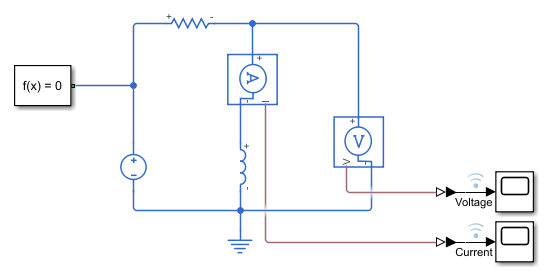 + -
f(x) = 0
+
A
- I
+
V
V -
+
-
+
-
Voltage
Current